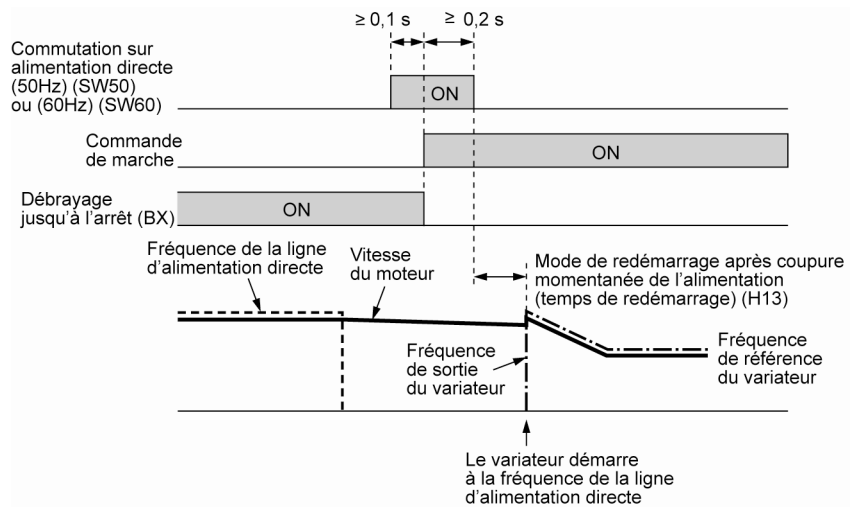 ≥ 0,1 s
≥ 0,2 s
Commutation sur
alimentation directe
(50Hz) (SW50)
ou (60Hz) (SW60)
ON
Commande
de marche
ON
Débrayage
jusqu'à l'arrêt (BX)
ON
Fréquence de la ligne
d'alimentation directe
Vitesse
du moteur
Mode de redémarrage après coupure
momentanée de l'alimentation
(temps de redémarrage) (H13)
Fréquence
de sortie
du variateur
Fréquence
de référence
du variateur
Le variateur démarre
à la fréquence de la ligne
d'alimentation directe